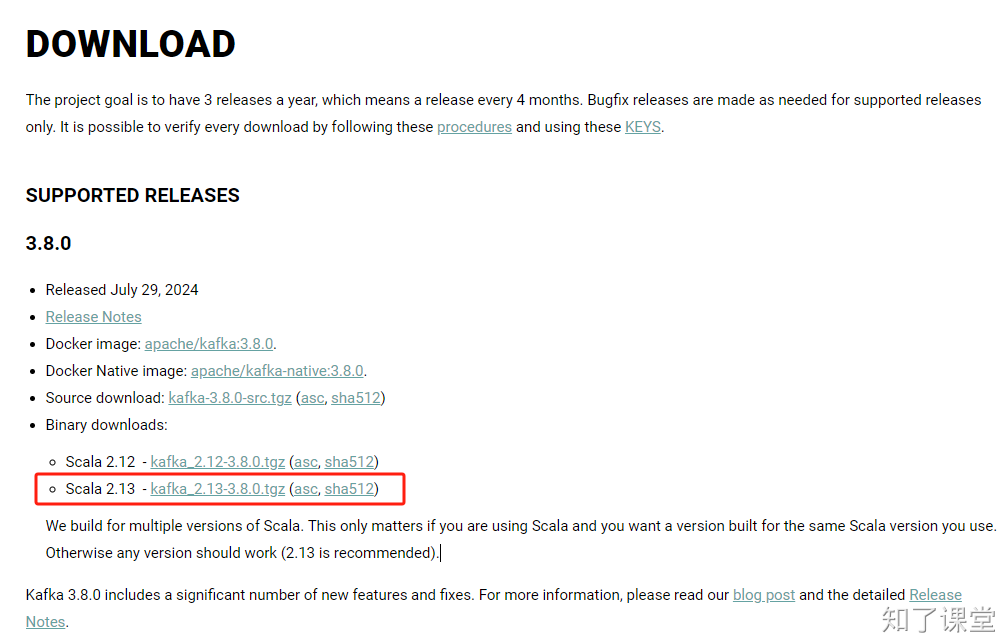 DOWNLOAD
The project goal is to have 3 releases a year, which means a release every 4 months. Bugfix releases are made as needed for supported releases
only. It is possible to verify every download by following these procedures and using these KEYS.
SUPPORTED RELEASES
3.8.0
• Released July 29, 2024
• Release Notes
• Docker image: apache/kafka:3.8.0.
• Docker Native image: apache/kafka-native:3.8.0.
• Source download: kafka-3.8.0-src.tgz (asc, sha512)
• Binary downloads:
◦ Scala 2.12 - kafka_2.12-3.8.0.tgz (asc, sha512)
◦ Scala 2.13 - kafka_2.13-3.8.0.tgz (asc, sha512)
We build for multiple versions of Scala. This only matters if you are using Scala and you want a version built for the same Scala version you use.
Otherwise any version should work (2.13 is recommended).
Kafka 3.8.0 includes a significant number of new features and fixes. For more information, please read our blog post and the detailed Release
Notes.
知了课堂